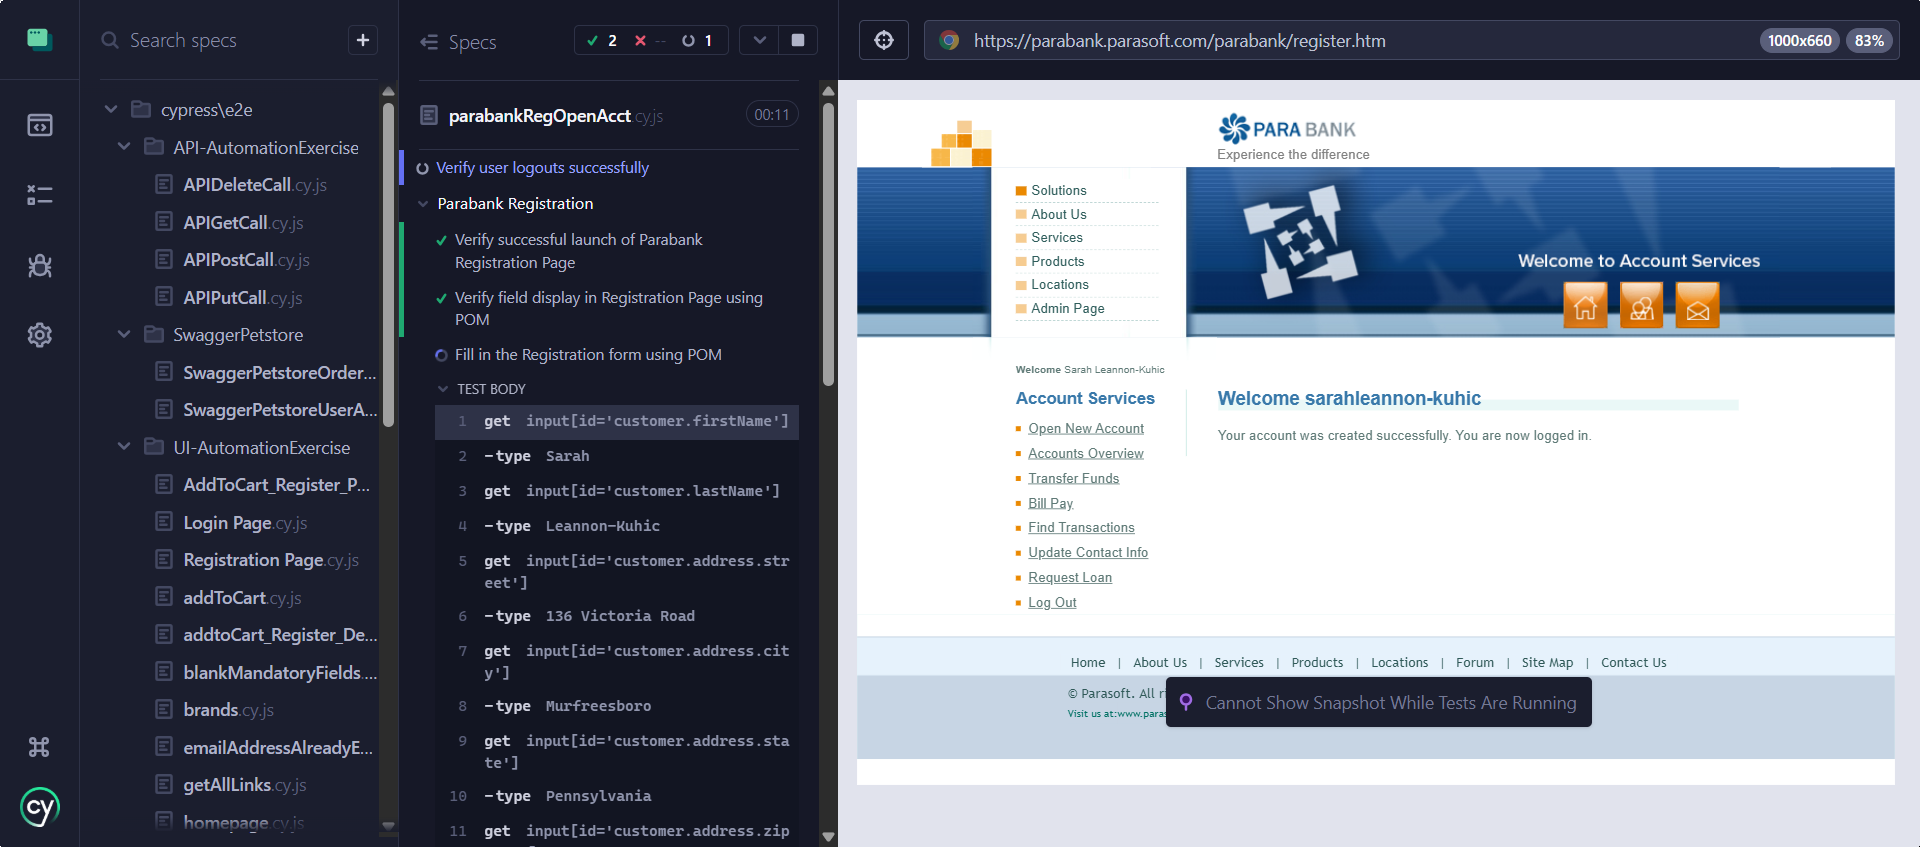 Search specs
+
cypress\e2e
API-AutomationExercise
APIDeleteCall.cy.js
APIGetCall.cy.js
APIPostCall.cy.js
APIPutCall.cy.js
SwaggerPetstore
SwaggerPetstoreOrder...
SwaggerPetstoreUserA...
UI-AutomationExercise
AddToCart_Register_P...
Login Page.cy.js
Registration Page.cy.js
addToCart.cy.js
addtoCart_Register_De...
blankMandatoryFields....
brands.cy.js
emailAddressAlreadyE...
getAllLinks.cy.js
homepage.cy.js
cy
Specs
2 -- 1
parabankRegOpenAcct.cy.js 00:11
Verify user logouts successfully
Parabank Registration
Verify successful launch of Parabank
Registration Page
Verify field display in Registration Page using
POM
Fill in the Registration form using POM
TEST BODY
1 get input[id='customer.firstName']
2 -type Sarah
3 get input[id='customer.lastName']
4 -type Leannon-Kuhic
5 get input[id='customer.address.str
eet']
6 -type 136 Victoria Road
7 get input[id='customer.address.cit
y']
8 -type Murfreesboro
9 get input[id='customer.address.sta
te']
10 -type Pennsylvania
11 get input[id='customer.address.zip
https://parabank.parasoft.com/parabank/register.htm 1000x660 83%
PARA BANK
Experience the difference
Solutions
About Us
Services
Products
Locations
Admin Page
Welcome to Account Services
Welcome Sarah Leannon-Kuhic
Account Services
Open New Account
Accounts Overview
Transfer Funds
Bill Pay
Find Transactions
Update Contact Info
Request Loan
Log Out
Welcome sarahleannon-kuhic
Your account was created successfully. You are now logged in.
Home | About Us | Services | Products | Locations | Forum | Site Map | Contact Us
© Parasoft. All ri
Visit us at:www.paras
Cannot Show Snapshot While Tests Are Running